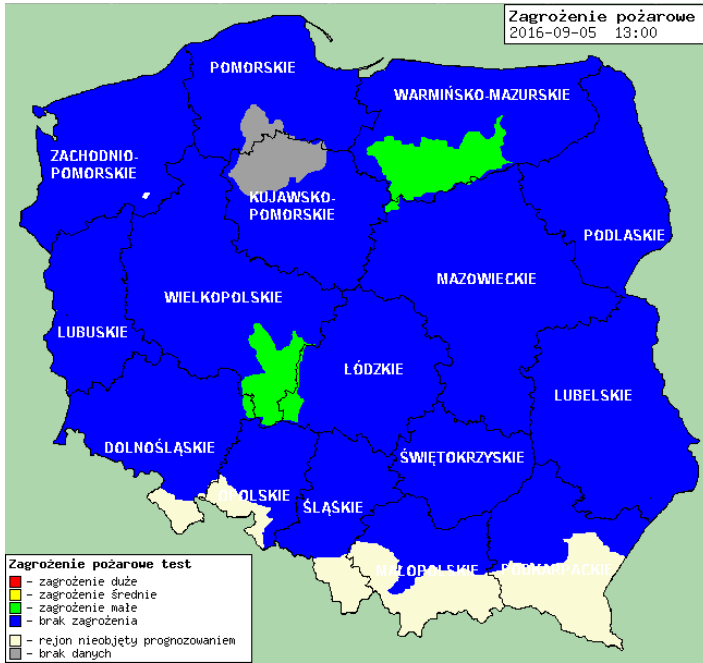 Zagrożenie pożarowe
2016-09-05 13:00
POMORSKIE
WARMIŃSKO-MAZURSKIE
ZACHODNIO-
POMORSKIE
KUJAWSKO-
POMORSKIE
PODLASKIE
MAZOWIECKIE
WIELKOPOLSKIE
LUBUSKIE
ŁÓDZKIE
LUBELSKIE
DOLNOŚLĄSKIE
ŚWIĘTOKRZYSKIE
OPOLSKIE
ŚLĄSKIE
MAŁOPOLSKIE
PODKARPACKIE
Zagrożenie pożarowe test
- zagrożenie duże
- zagrożenie średnie
- zagrożenie małe
- brak zagrożenia
- rejon nieobjęty prognozowaniem
- brak danych